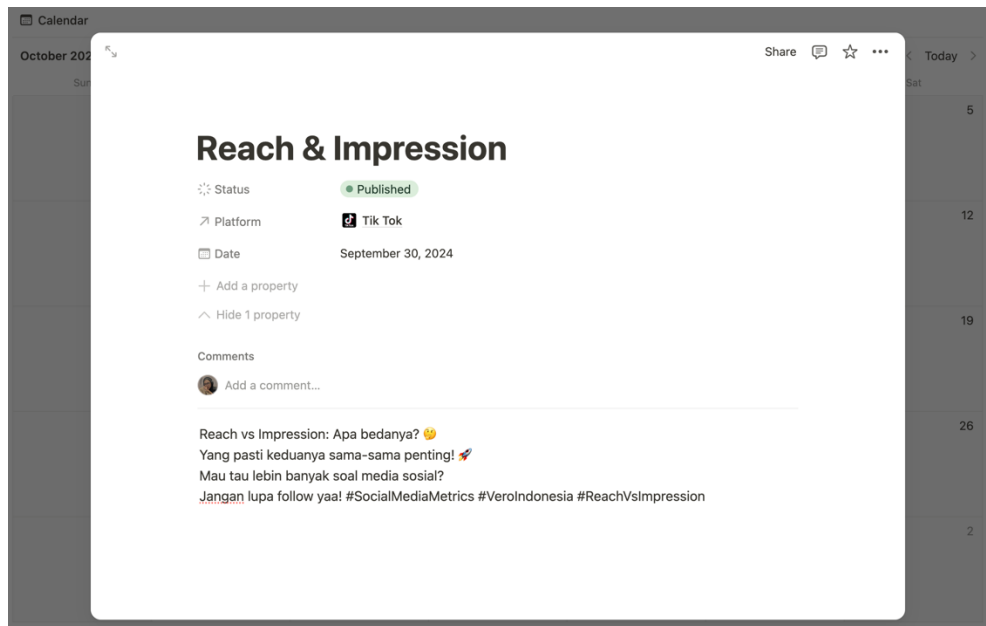 Calendar
October 202
Share
Today
Sun
Sat
5
Reach & Impression
Status
Published
12
Platform
Tik Tok
Date
September 30, 2024
Add a property
Hide 1 property
19
Comments
Add a comment...
26
Reach vs Impression: Apa bedanya? 🤔
Yang pasti keduanya sama-sama penting! 🚀
Mau tau lebin banyak soal media sosial?
Jangan lupa follow yaa! #SocialMediaMetrics #VeroIndonesia #ReachVsImpression
2